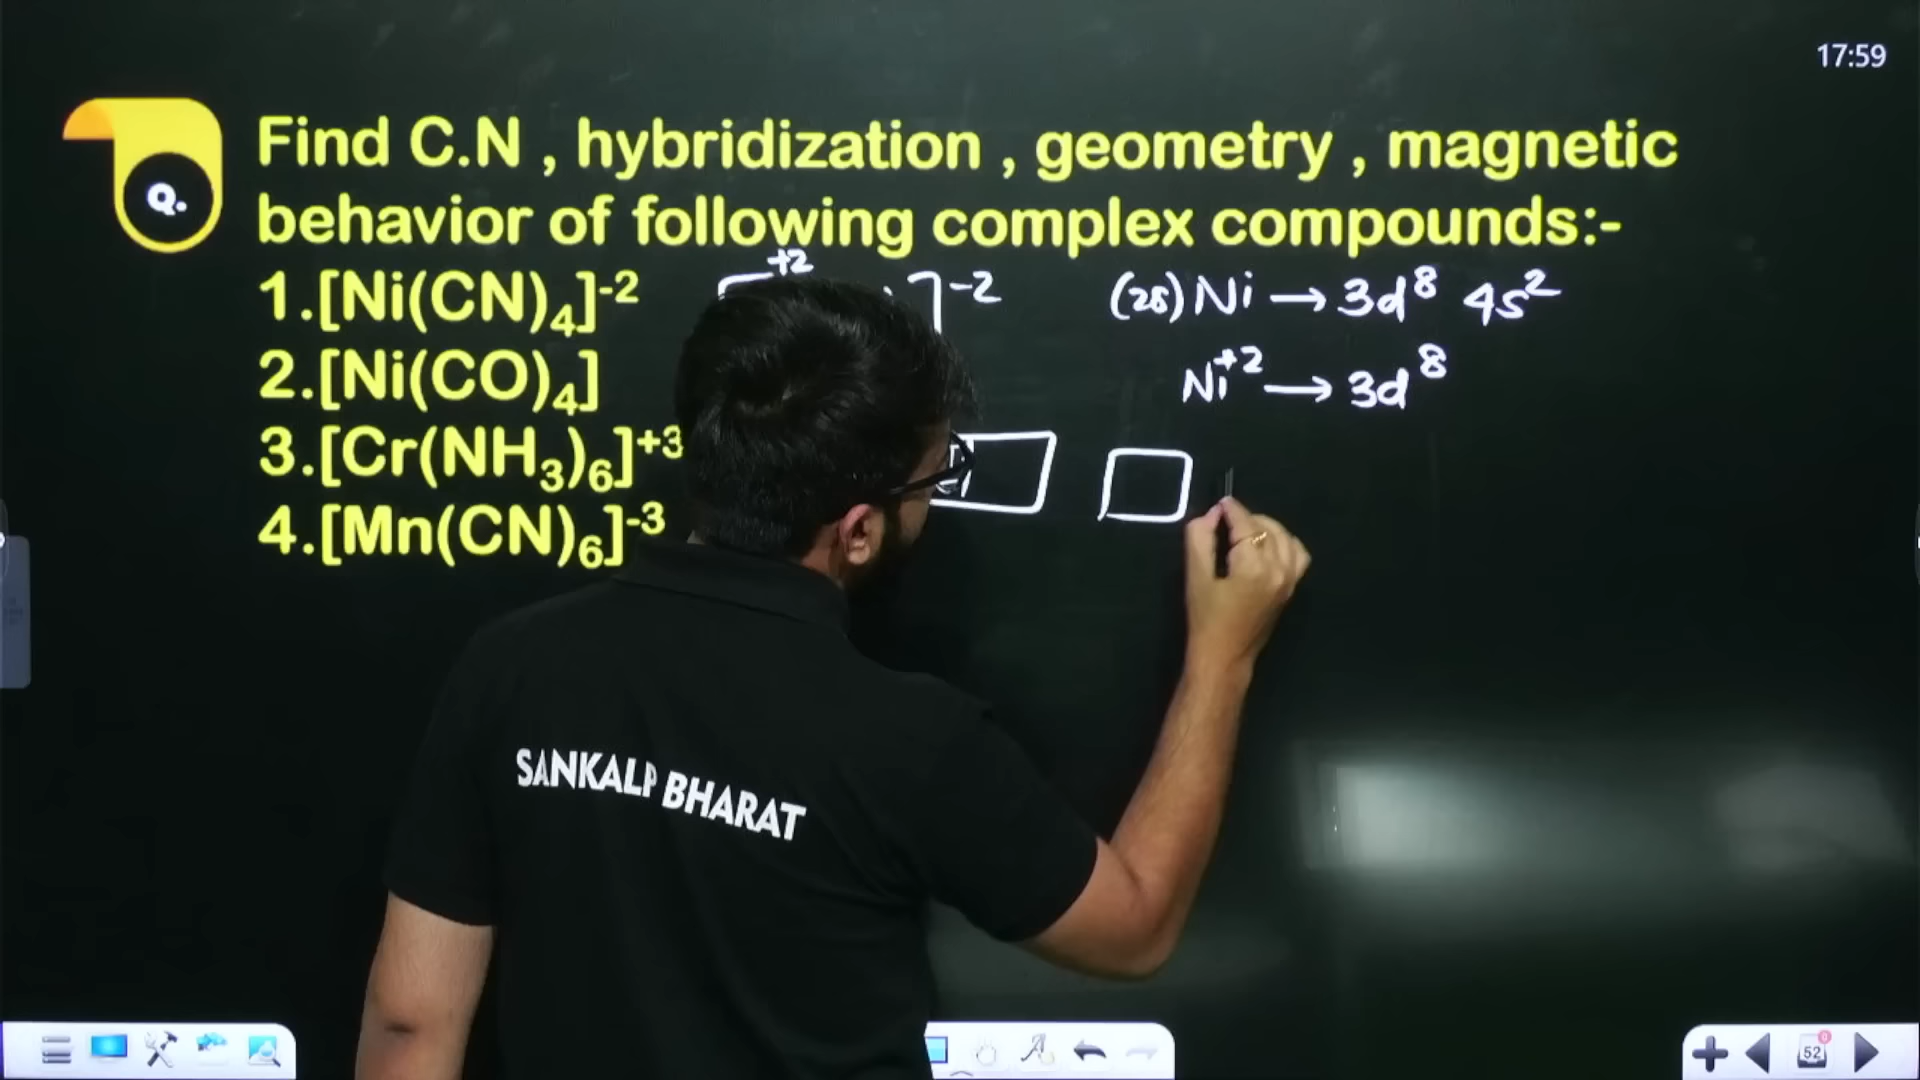 17:59
Q.
Find C.N , hybridization , geometry , magnetic
behavior of following complex compounds:-
1.[Ni(CN)₄]⁻²
+2
]⁻²
(28) Ni → 3d⁸ 4s²
2.[Ni(CO)₄]
Ni⁺² → 3d⁸
3.[Cr(NH₃)₆]⁺³
4.[Mn(CN)₆]⁻³
SANKALP BHARAT
52